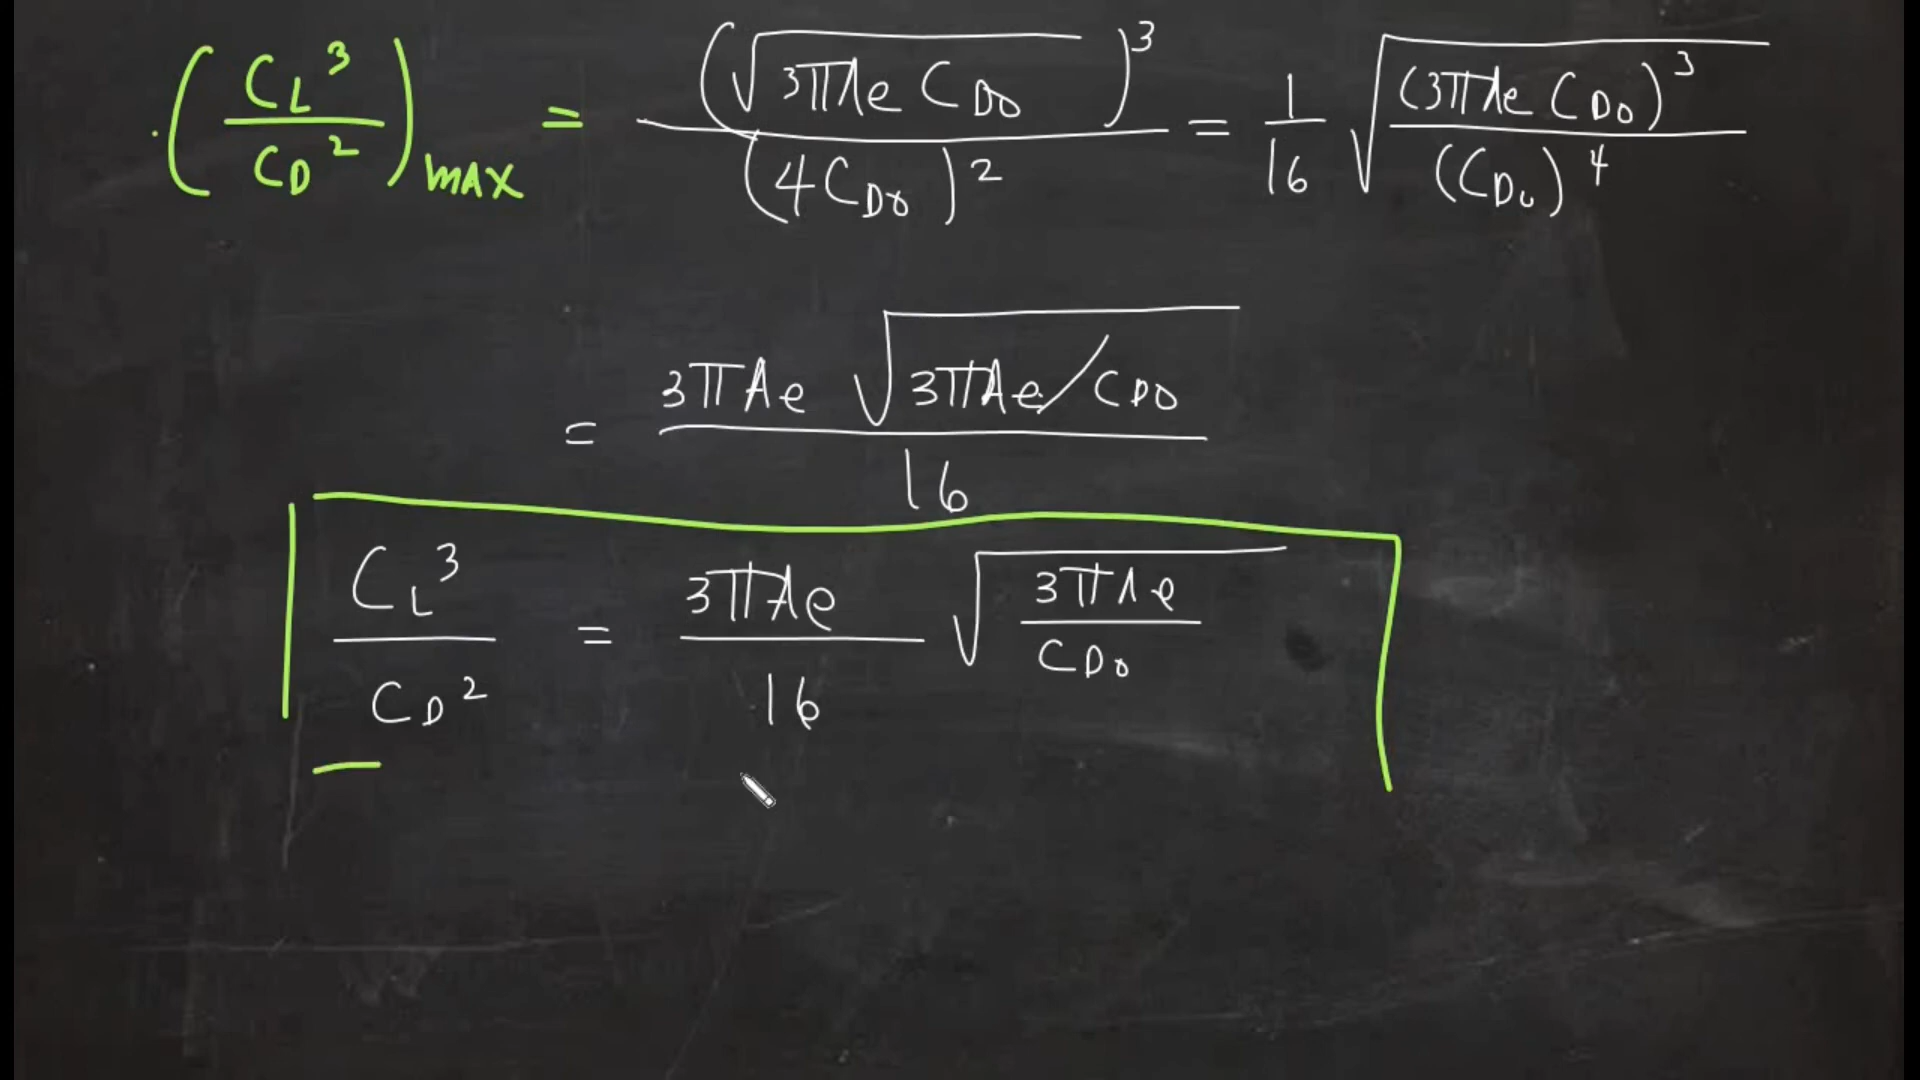 (C_L^3 / C_D^2)_MAX = (√(3πAe C_D0))^3 / (4C_D0)^2 = 1/16 √((3πAe C_D0)^3 / (C_D0)^4)
= 3πAe √(3πAe/C_D0) / 16
C_L^3 / C_D^2 = 3πAe / 16 √(3πAe / C_D0)